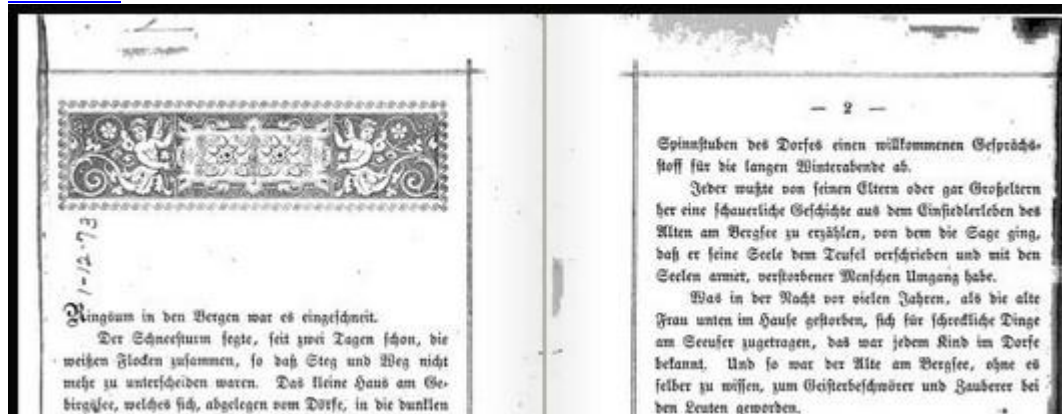 1-12-73
Ringsum in den Bergen war es eingeschneit.
Der Schneesturm fegte, seit zwei Tagen schon, die
weißen Flocken zusammen, so daß Steg und Weg nicht
mehr zu unterscheiden waren. Das kleine Haus am Ge-
birgssee, welches sich, abgelegen vom Dorfe, in die dunklen
— 2 —
Spinnstuben des Dorfes einen willkommenen Gesprächs-
stoff für die langen Winterabende ab.
Jeder wußte von seinen Eltern oder gar Großeltern
her eine schauerliche Geschichte aus dem Einsiedlerleben des
Alten am Bergsee zu erzählen, von dem die Sage ging,
daß er seine Seele dem Teufel verschrieben und mit den
Seelen armer, verstorbener Menschen Umgang habe.
Was in der Nacht vor vielen Jahren, als die alte
Frau unten im Hause gestorben, sich für schreckliche Dinge
am Seeufer zugetragen, das war jedem Kind im Dorfe
bekannt. Und so war der Alte am Bergsee, ohne es
selber zu wissen, zum Geisterbeschwörer und Zauberer bei
den Leuten geworden.